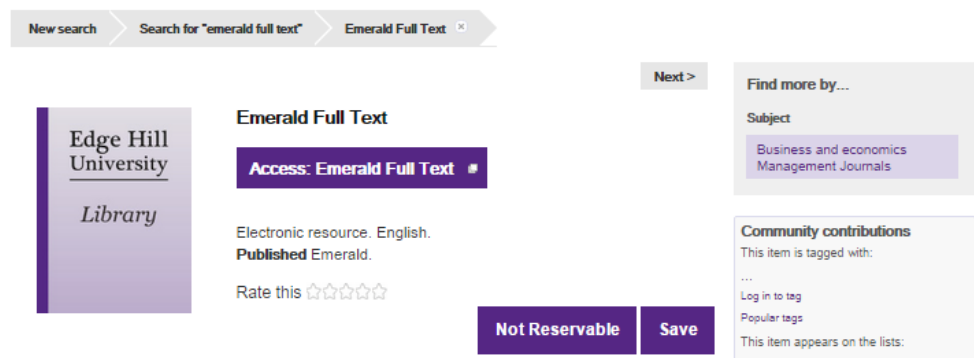 New search
Search for "emerald full text"
Emerald Full Text
Next >
Edge Hill
University
Library
Emerald Full Text
Access: Emerald Full Text
Electronic resource. English.
Published Emerald.
Rate this
Not Reservable
Save
Find more by...
Subject
Business and economics
Management Journals
Community contributions
This item is tagged with:
...
Log in to tag
Popular tags
This item appears on the lists: